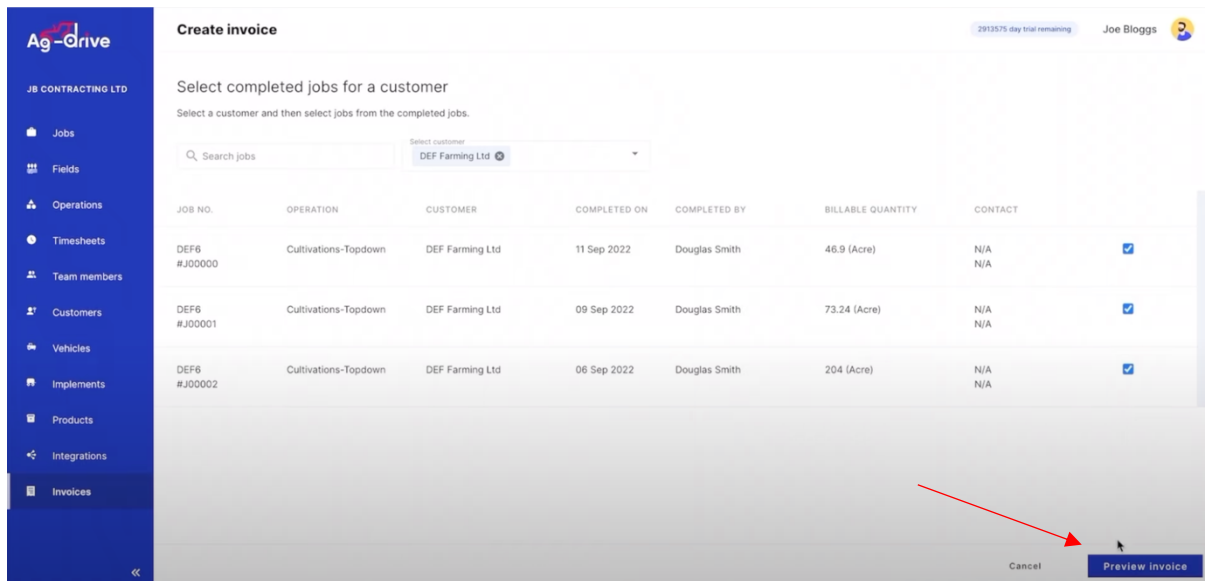 Ag-drive
JB CONTRACTING LTD
Jobs
Fields
Operations
Timesheets
Team members
Customers
Vehicles
Implements
Products
Integrations
Invoices
Create invoice
2913575 day trial remaining
Joe Bloggs
Select completed jobs for a customer
Select a customer and then select jobs from the completed jobs.
Search jobs
Select customer
DEF Farming Ltd
JOB NO. OPERATION CUSTOMER COMPLETED ON COMPLETED BY BILLABLE QUANTITY CONTACT
DEF6 Cultivations-Topdown DEF Farming Ltd 11 Sep 2022 Douglas Smith 46.9 (Acre) N/A
#J00000 N/A
DEF6 Cultivations-Topdown DEF Farming Ltd 09 Sep 2022 Douglas Smith 73.24 (Acre) N/A
#J00001 N/A
DEF6 Cultivations-Topdown DEF Farming Ltd 06 Sep 2022 Douglas Smith 204 (Acre) N/A
#J00002 N/A
Cancel
Preview invoice